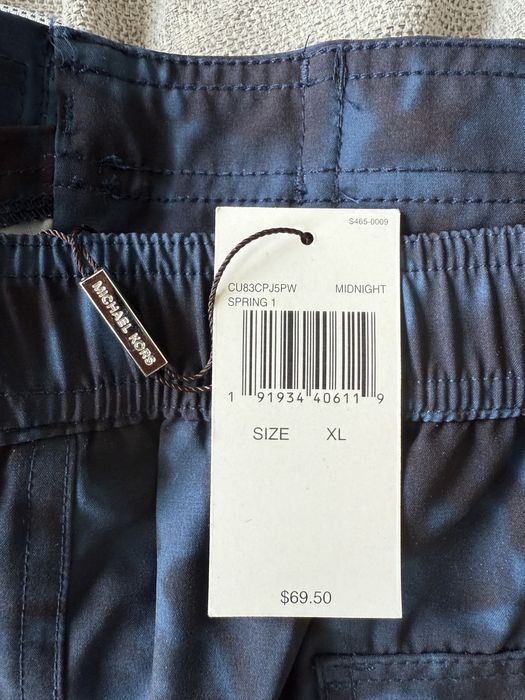 S465-0009
CU83CPJ5PW MIDNIGHT
SPRING 1
1 91934 40611 9
SIZE XL
$69.50
MICHAEL KORS